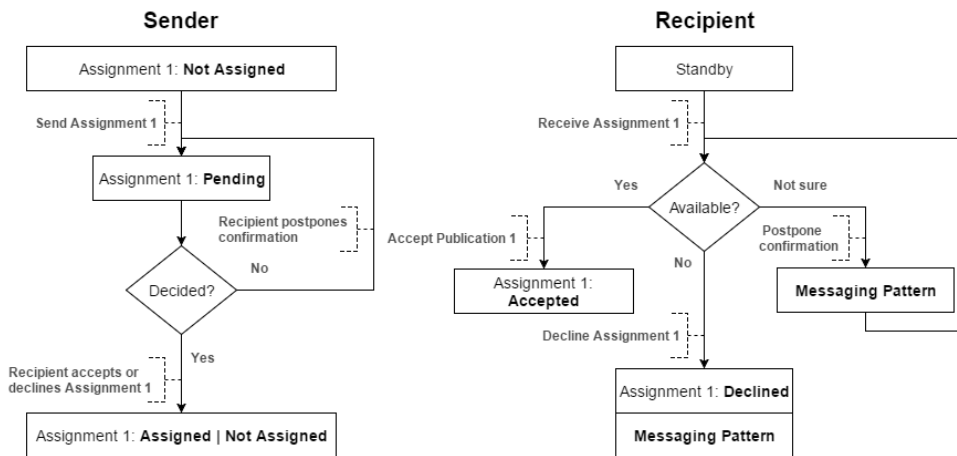 Sender
Assignment 1: Not Assigned
Send Assignment 1
Assignment 1: Pending
Recipient postpones
confirmation
Decided?
No
Yes
Recipient accepts or
declines Assignment 1
Assignment 1: Assigned | Not Assigned
Recipient
Standby
Receive Assignment 1
Yes
Not sure
Available?
Accept Publication 1
Postpone
confirmation
No
Assignment 1:
Accepted
Messaging Pattern
Decline Assignment 1
Assignment 1: Declined
Messaging Pattern